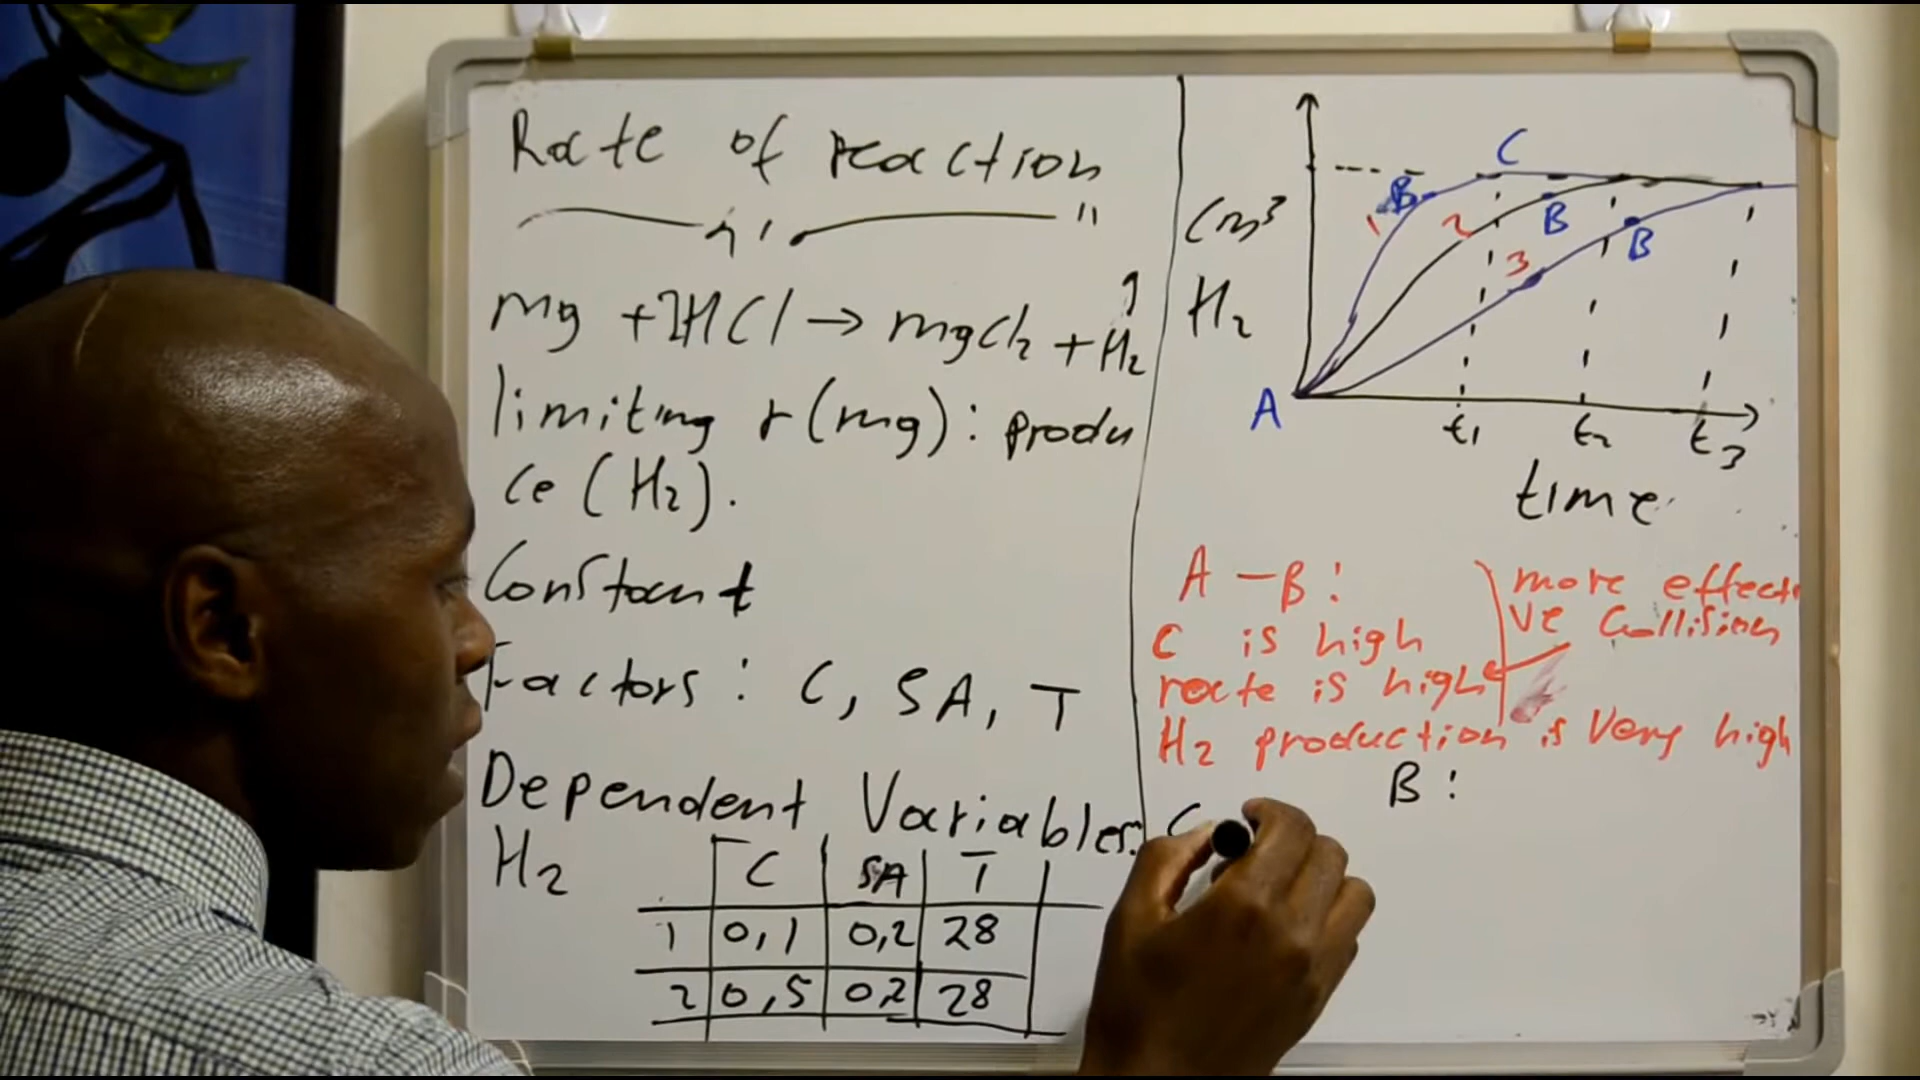 Rate of reaction
mg + 2HCl → mgCl2 + H2 ↑
limiting r (mg) : produ
ce (H2).
Constant
Factors : C, SA, T
Dependent Variables:
H2
C SA T
1 0,1 0,2 28
2 0,5 0,2 28
Cm³
H2
A
B B B
C
1 2 3
t1 t2 t3
time
A – B :
C is high
rate is high
H2 production is very high
more effecti
ve Collision
B :
C